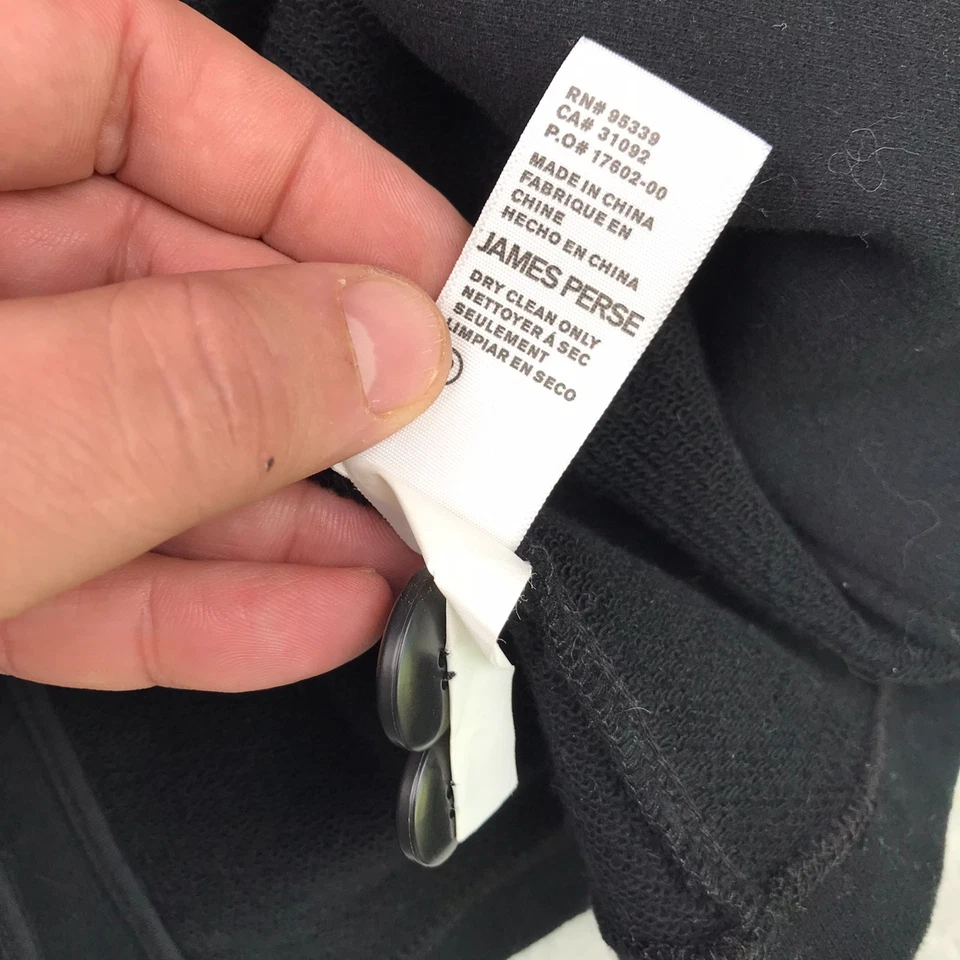 RN# 95339
CA# 31092
P.O# 17602-00
MADE IN CHINA
FABRIQUE EN
CHINE
HECHO EN CHINA
JAMES PERSE
DRY CLEAN ONLY
NETTOYER À SEC
SEULEMENT
LIMPIAR EN SECO